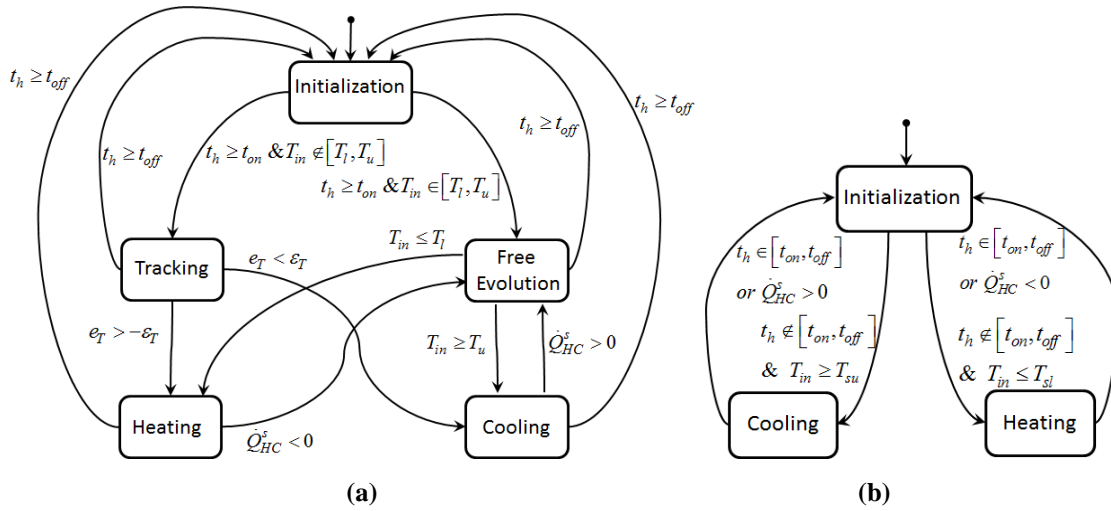 t_h ≥ t_off
t_h ≥ t_off
Initialization
t_h ≥ t_off
t_h ≥ t_off
t_h ≥ t_on & T_in ∉ [T_l, T_u]
t_h ≥ t_on & T_in ∈ [T_l, T_u]
Tracking
e_T < ε_T
T_in ≤ T_l
Free
Evolution
e_T > −ε_T
T_in ≥ T_u
Q̇^s_HC > 0
Heating
Q̇^s_HC < 0
Cooling
(a)
Initialization
t_h ∈ [t_on, t_off]
or Q̇^s_HC > 0
t_h ∈ [t_on, t_off]
or Q̇^s_HC < 0
t_h ∉ [t_on, t_off]
& T_in ≥ T_su
t_h ∉ [t_on, t_off]
& T_in ≤ T_sl
Cooling
Heating
(b)